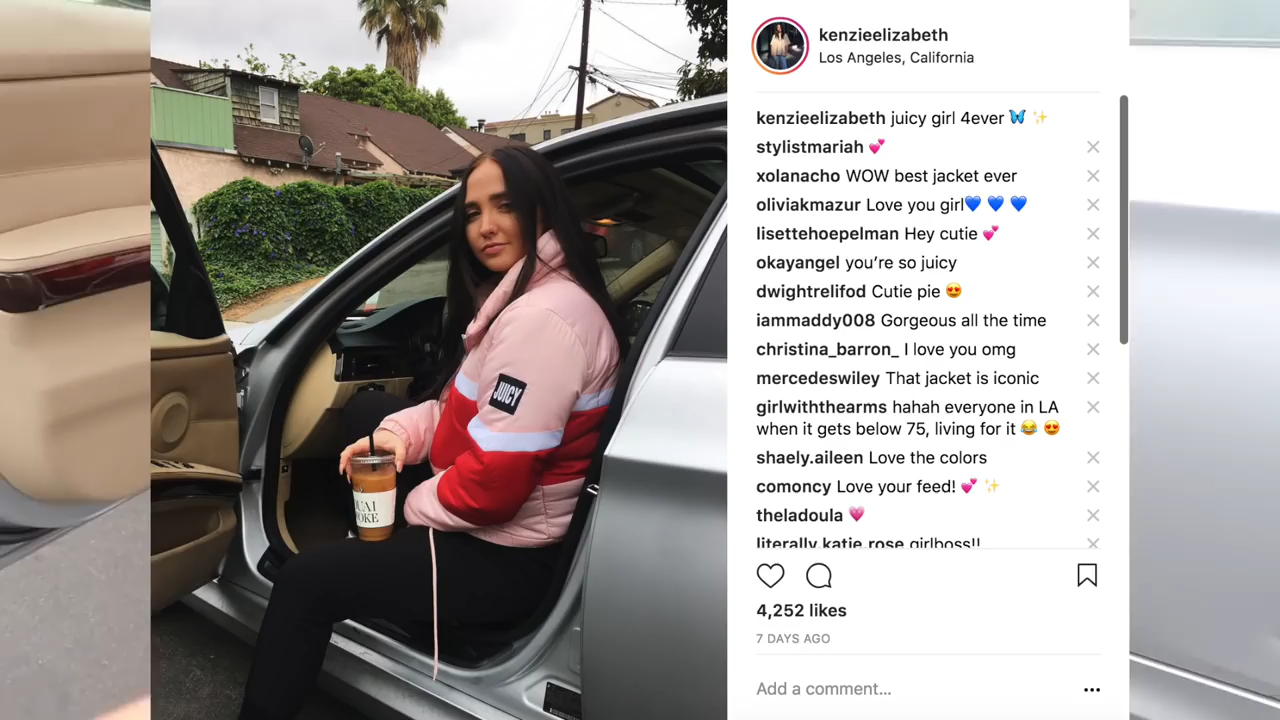 kenzieelizabeth
Los Angeles, California
kenzieelizabeth juicy girl 4ever 🦋 ✨
stylistmariah 💕
xolanacho WOW best jacket ever
oliviakmazur Love you girl💙 💙 💙
lisettehoepelman Hey cutie 💕
okayangel you’re so juicy
dwightrelifod Cutie pie 😍
iammaddy008 Gorgeous all the time
christina_barron_ I love you omg
mercedeswiley That jacket is iconic
girlwiththearms hahah everyone in LA
when it gets below 75, living for it 😂 😍
shaely.aileen Love the colors
comoncy Love your feed! 💕 ✨
theladoula 💗
literally.katie.rose girlboss!!
4,252 likes
7 DAYS AGO
Add a comment...
JUICY